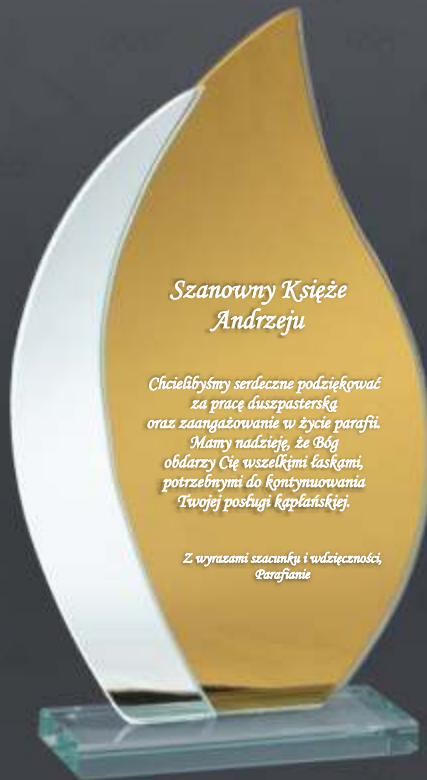 Szanowny Księże
Andrzeju
Chcielibyśmy serdeczne podziękować
za pracę duszpasterską
oraz zaangażowanie w życie parafii.
Mamy nadzieję, że Bóg
obdarzy Cię wszelkimi łaskami,
potrzebnymi do kontynuowania
Twojej posługi kapłańskiej.
Z wyrazami szacunku i wdzięczności,
Parafianie